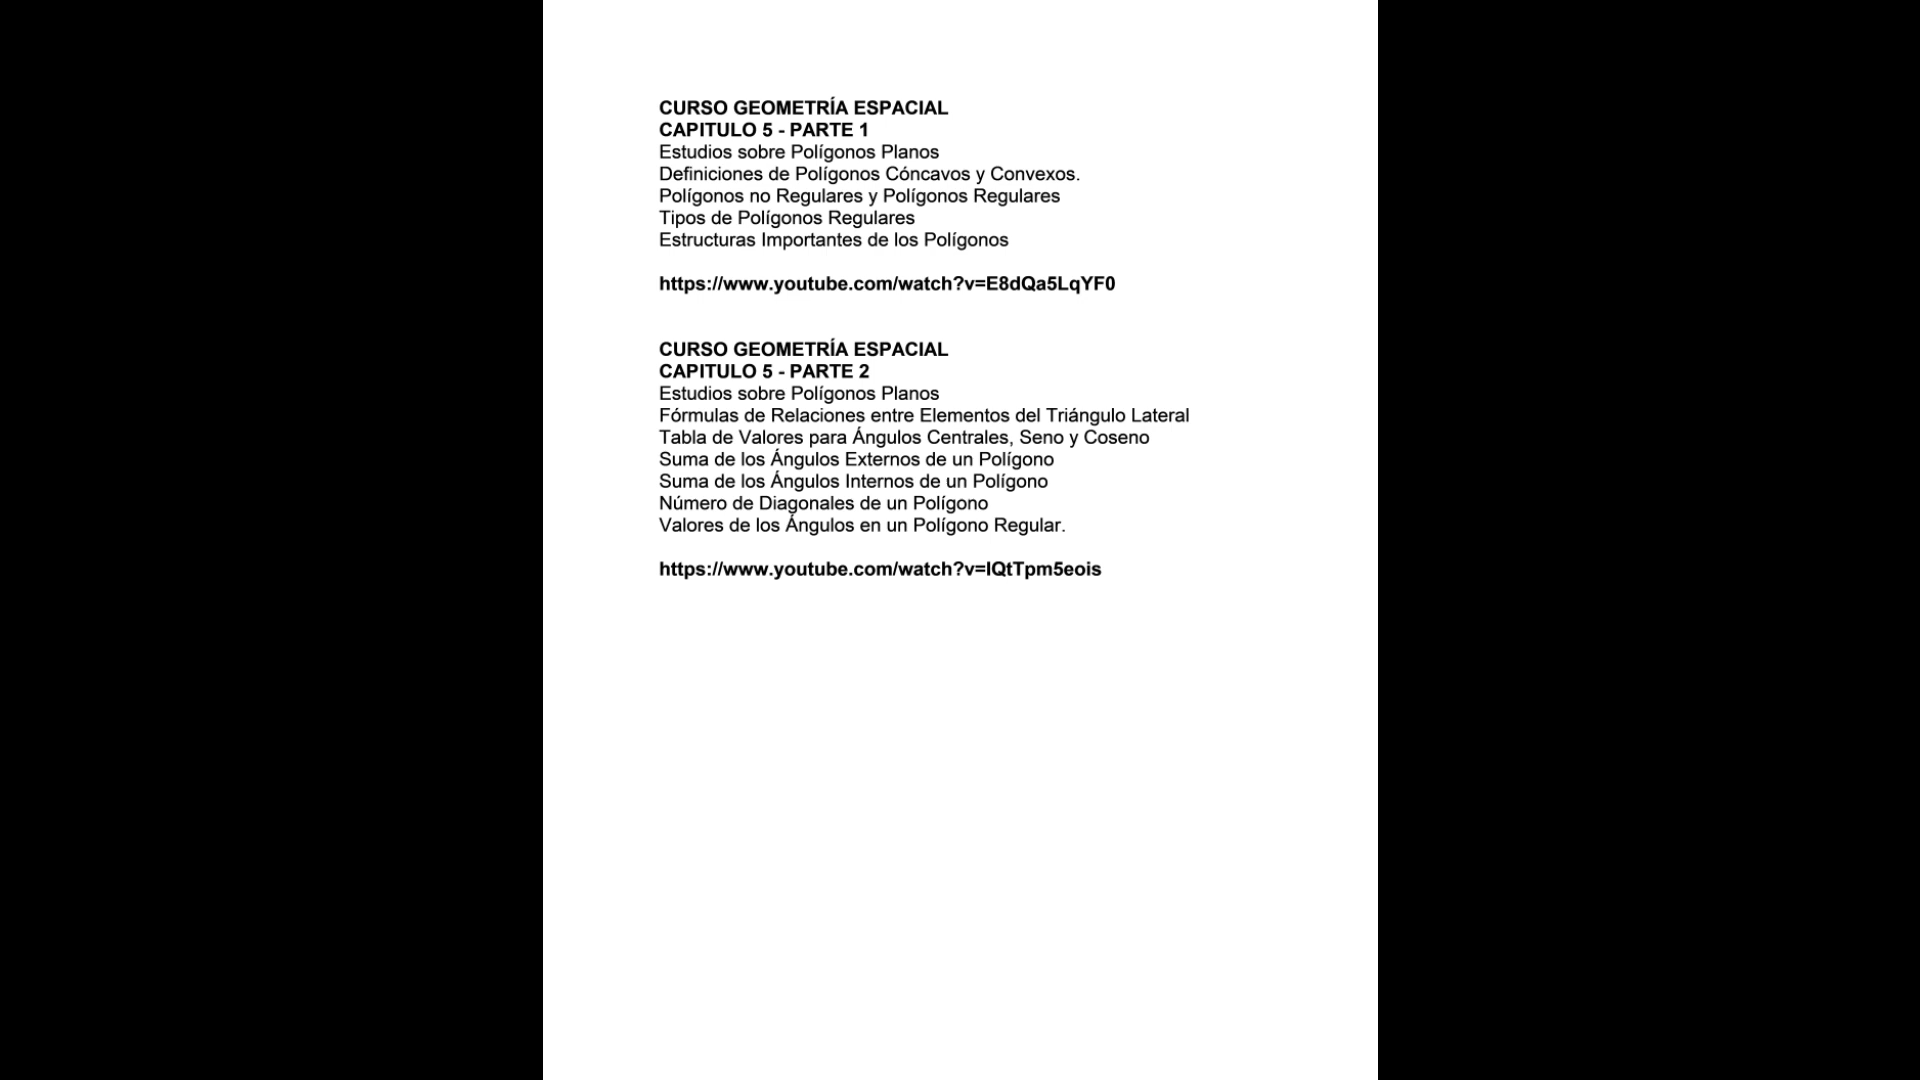 CURSO GEOMETRÍA ESPACIAL
CAPITULO 5 - PARTE 1
Estudios sobre Polígonos Planos
Definiciones de Polígonos Cóncavos y Convexos.
Polígonos no Regulares y Polígonos Regulares
Tipos de Polígonos Regulares
Estructuras Importantes de los Polígonos
https://www.youtube.com/watch?v=E8dQa5LqYF0
CURSO GEOMETRÍA ESPACIAL
CAPITULO 5 - PARTE 2
Estudios sobre Polígonos Planos
Fórmulas de Relaciones entre Elementos del Triángulo Lateral
Tabla de Valores para Ángulos Centrales, Seno y Coseno
Suma de los Ángulos Externos de un Polígono
Suma de los Ángulos Internos de un Polígono
Número de Diagonales de un Polígono
Valores de los Ángulos en un Polígono Regular.
https://www.youtube.com/watch?v=IQtTpm5eois